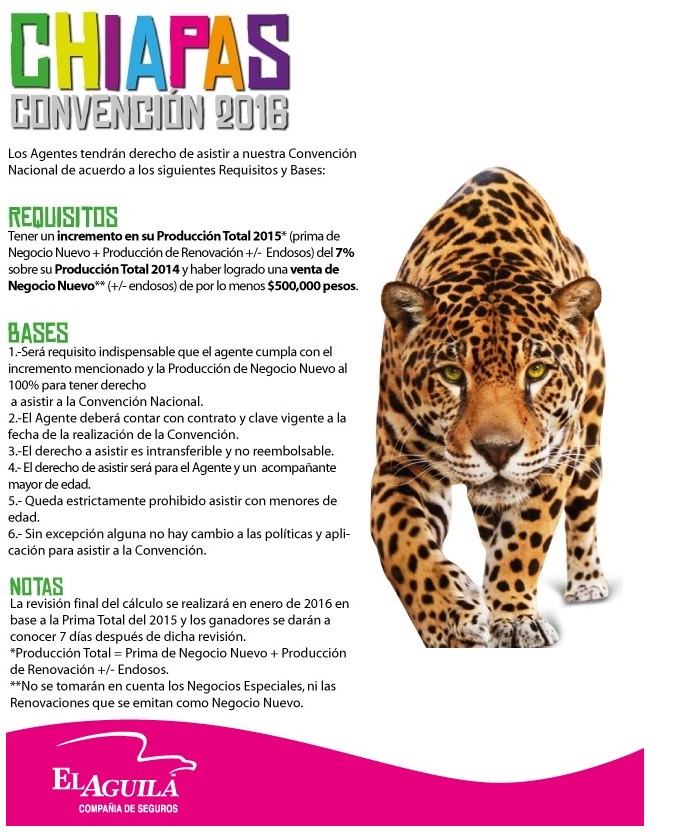 CHIAPAS
CONVENCIÓN 2016
Los Agentes tendrán derecho de asistir a nuestra Convención
Nacional de acuerdo a los siguientes Requisitos y Bases:
REQUISITOS
Tener un incremento en su Producción Total 2015* (prima de
Negocio Nuevo + Producción de Renovación +/- Endosos) del 7%
sobre su Producción Total 2014 y haber logrado una venta de
Negocio Nuevo** (+/- endosos) de por lo menos $500,000 pesos.
BASES
1.-Será requisito indispensable que el agente cumpla con el
incremento mencionado y la Producción de Negocio Nuevo al
100% para tener derecho
a asistir a la Convención Nacional.
2.-El Agente deberá contar con contrato y clave vigente a la
fecha de la realización de la Convención.
3.-El derecho a asistir es intransferible y no reembolsable.
4.- El derecho de asistir será para el Agente y un acompañante
mayor de edad.
5.- Queda estrictamente prohibido asistir con menores de
edad.
6.- Sin excepción alguna no hay cambio a las políticas y apli-
cación para asistir a la Convención.
NOTAS
La revisión final del cálculo se realizará en enero de 2016 en
base a la Prima Total del 2015 y los ganadores se darán a
conocer 7 días después de dicha revisión.
*Producción Total = Prima de Negocio Nuevo + Producción
de Renovación +/- Endosos.
**No se tomarán en cuenta los Negocios Especiales, ni las
Renovaciones que se emitan como Negocio Nuevo.
EL AGUILA
COMPAÑIA DE SEGUROS